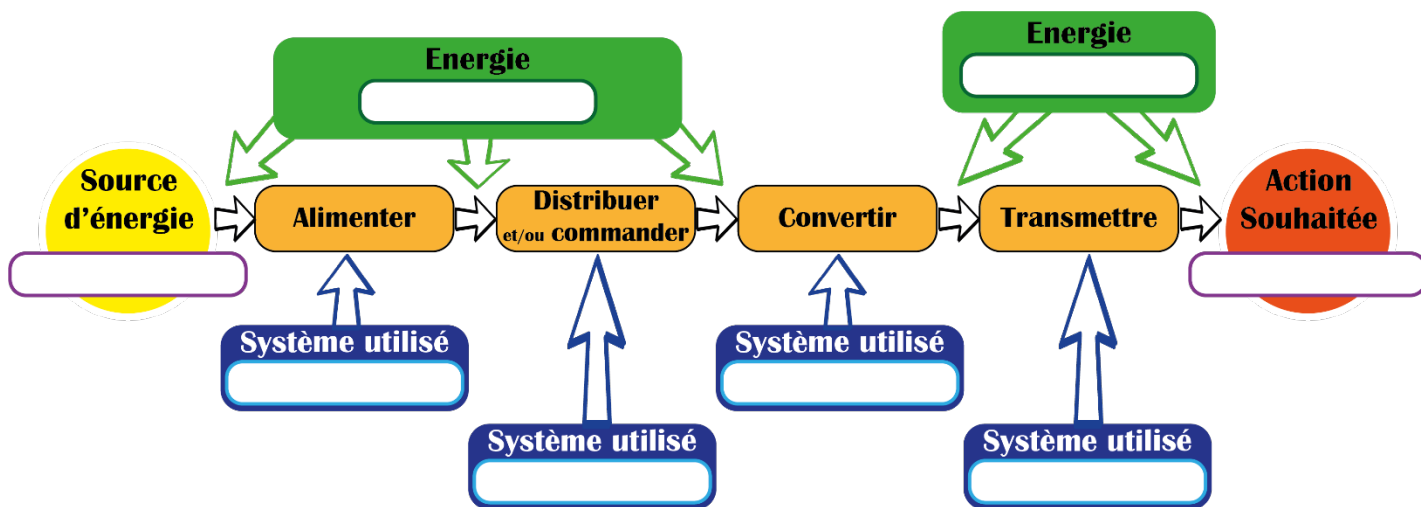 Energie
Energie
Source
d'énergie
Alimenter
Distribuer
et/ou commander
Convertir
Transmettre
Action
Souhaitée
Système utilisé
Système utilisé
Système utilisé
Système utilisé